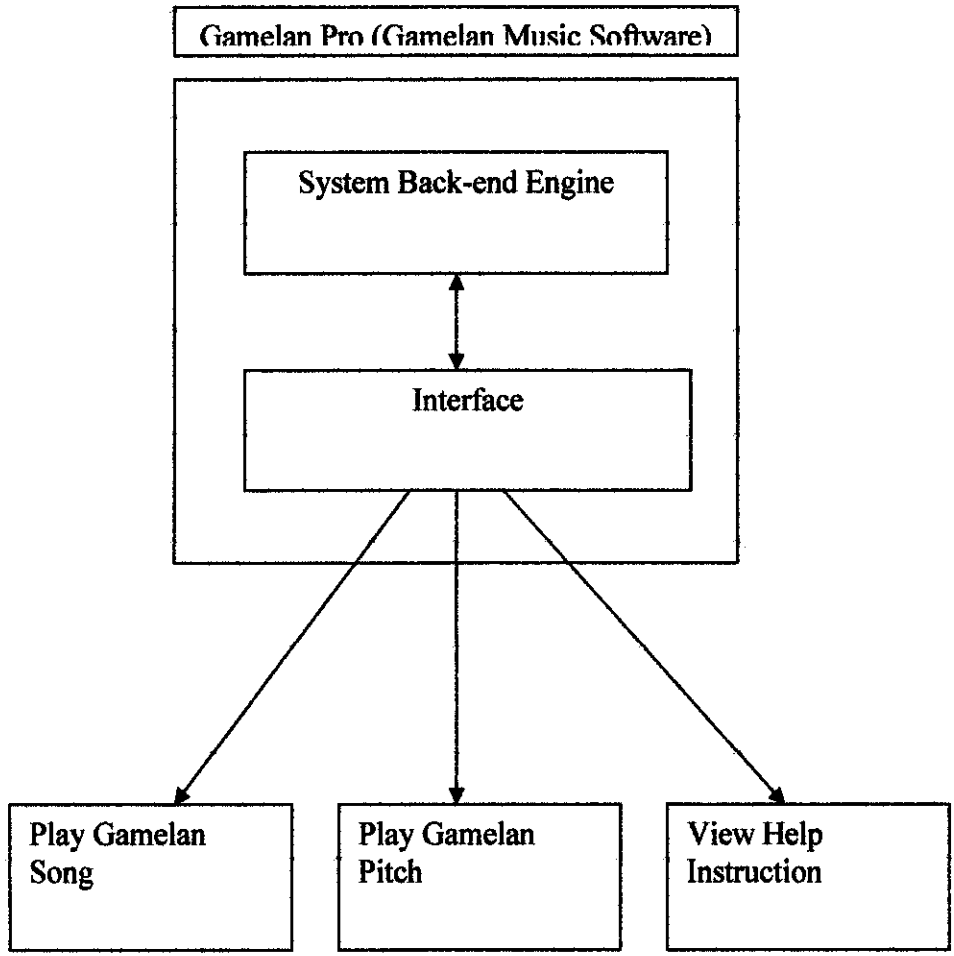 Gamelan Pro (Gamelan Music Software)
System Back-end Engine
Interface
Play Gamelan
Song
Play Gamelan
Pitch
View Help
Instruction